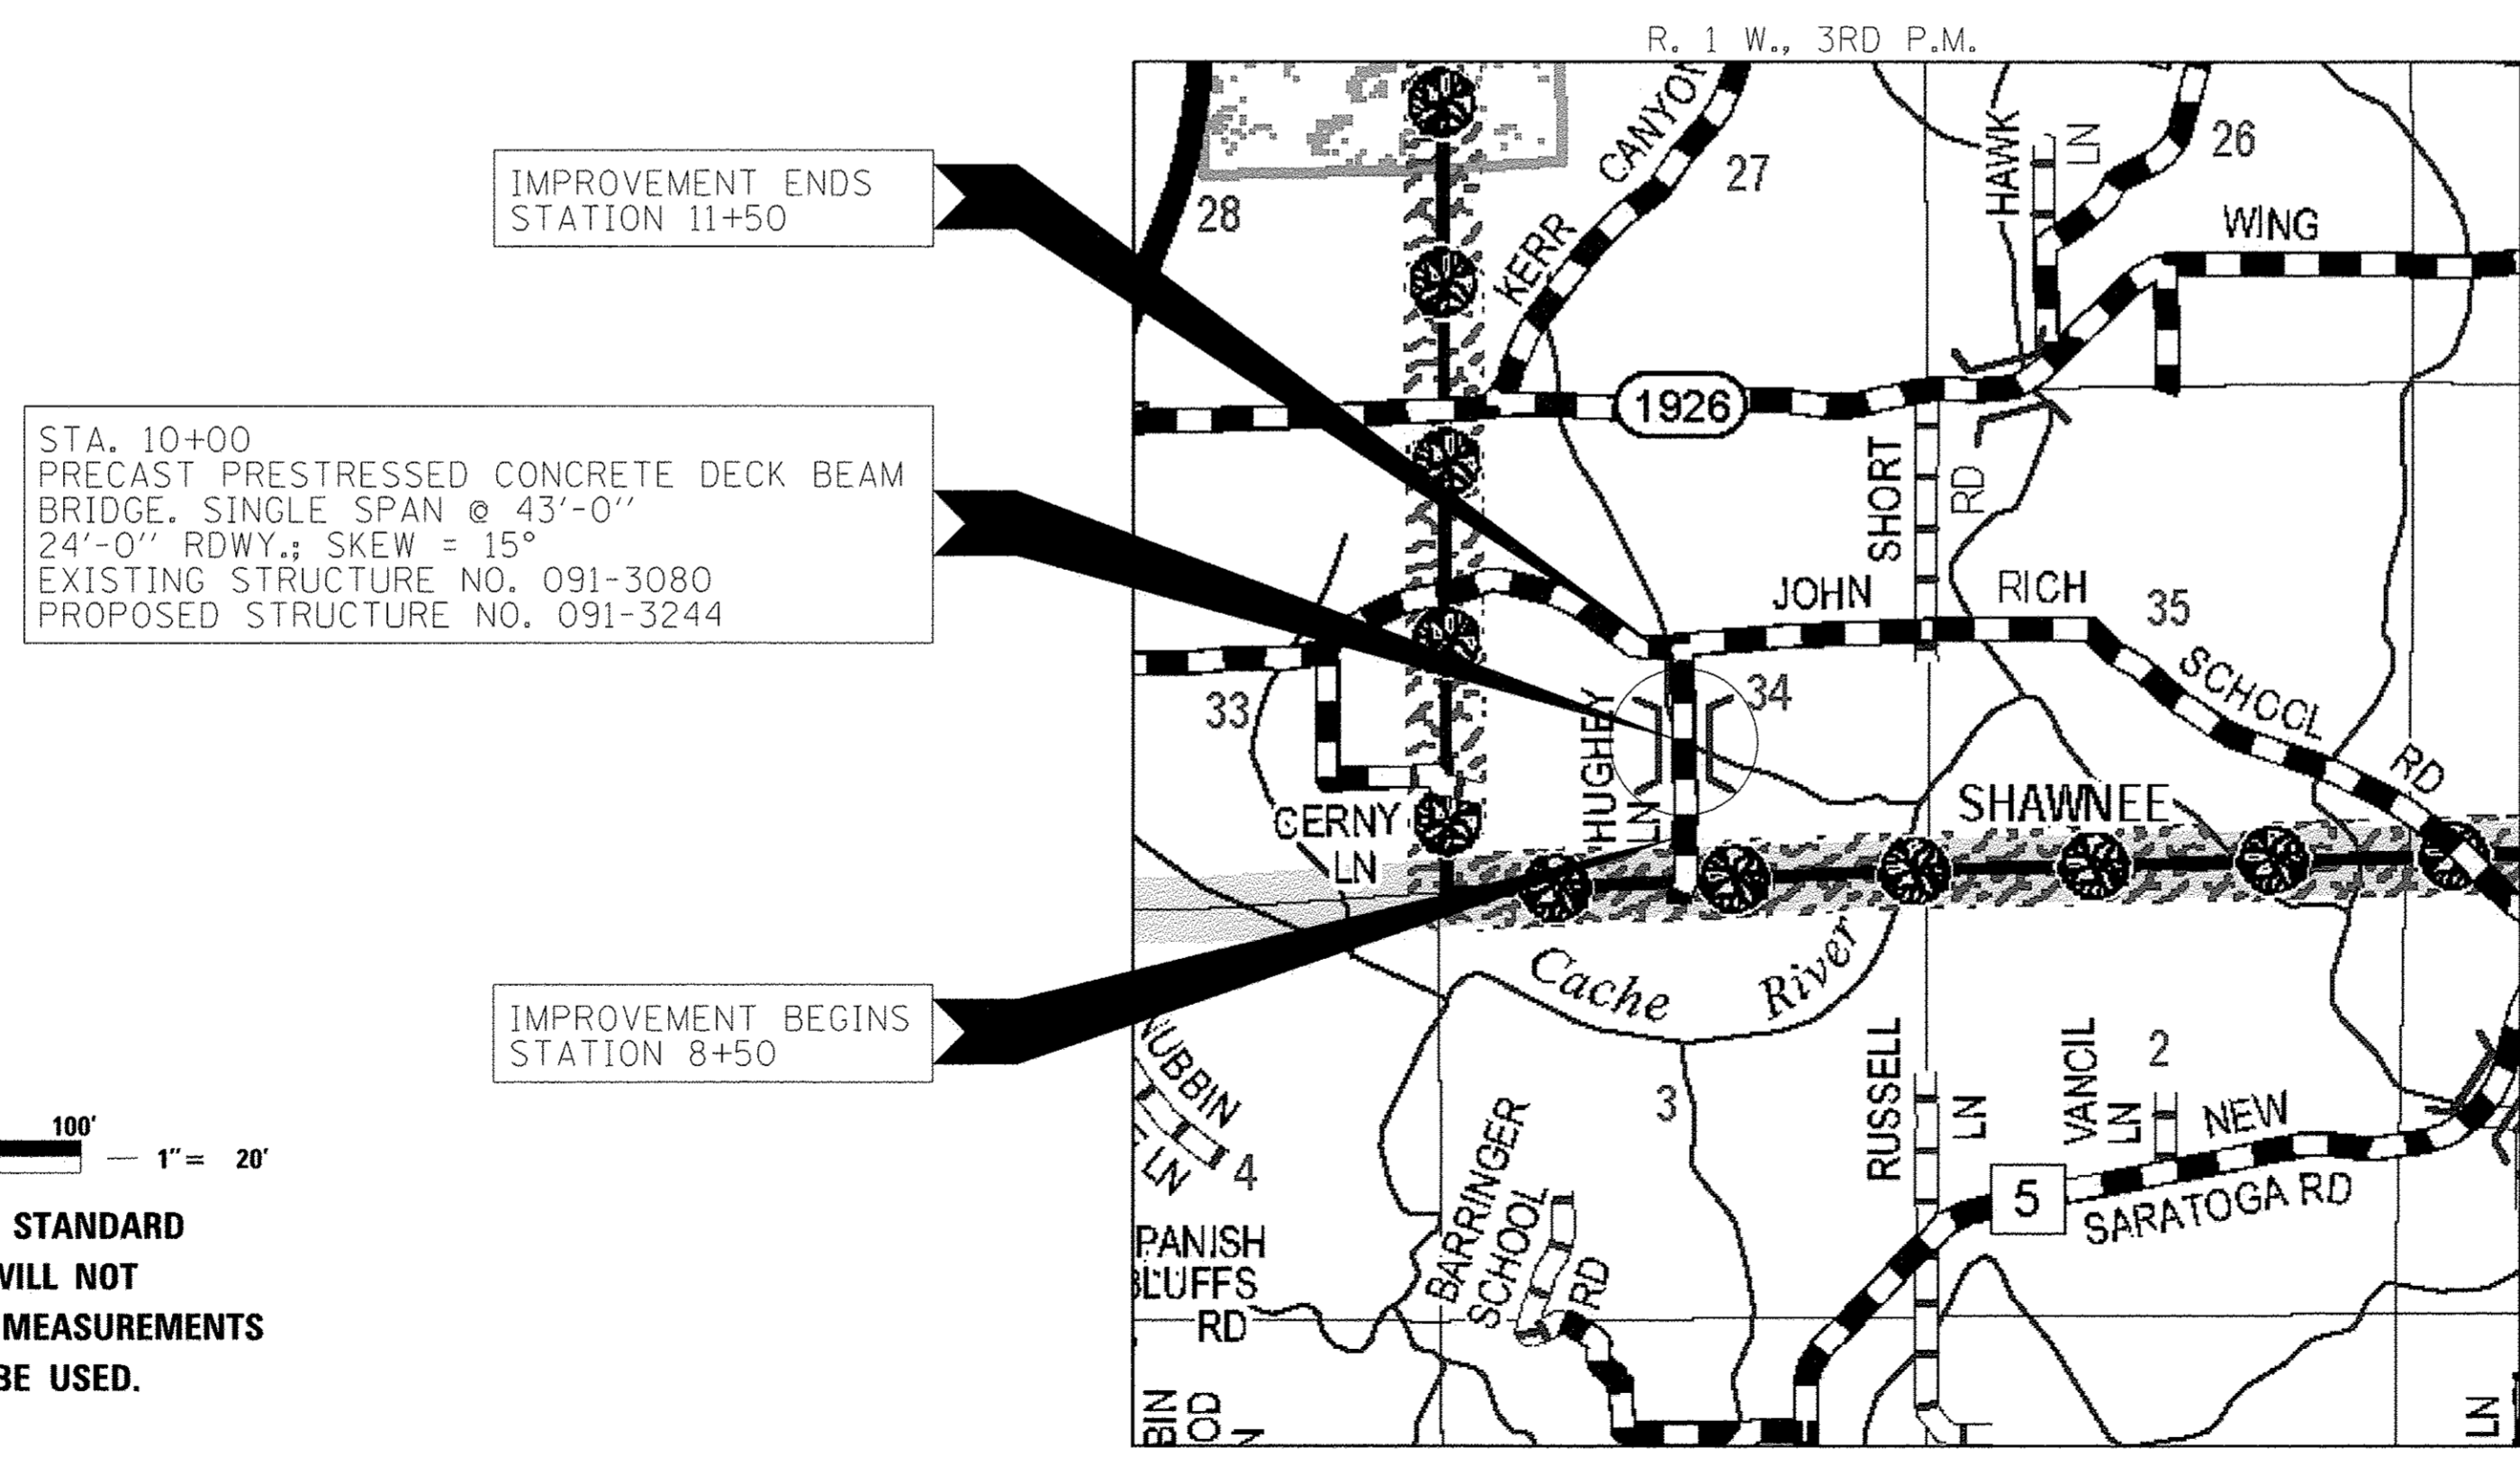 R. 1 W., 3RD P.M.
IMPROVEMENT ENDS
STATION 11+50
STA. 10+00
PRECAST PRESTRESSED CONCRETE DECK BEAM
BRIDGE. SINGLE SPAN @ 43'-0"
24'-0" RDWY.; SKEW = 15°
EXISTING STRUCTURE NO. 091-3080
PROPOSED STRUCTURE NO. 091-3244
IMPROVEMENT BEGINS
STATION 8+50
100'
1"= 20'
STANDARD
WILL NOT
MEASUREMENTS
BE USED.
28
KERR CANYON
27
HAWK
LN
26
WING
1926
SHORT
RD
JOHN RICH
SCHOOL
RD
35
33
34
HUGHEY
LN
CERNY
LN
SHAWNEE
Cache River
NUBBIN
LN
4
3
RUSSELL
LN
VANCIL
LN
2
NEW
SARATOGA RD
5
BARRINGER
SCHOOL
RD
PANISH
BLUFFS
RD
BIN
OD
N
LN